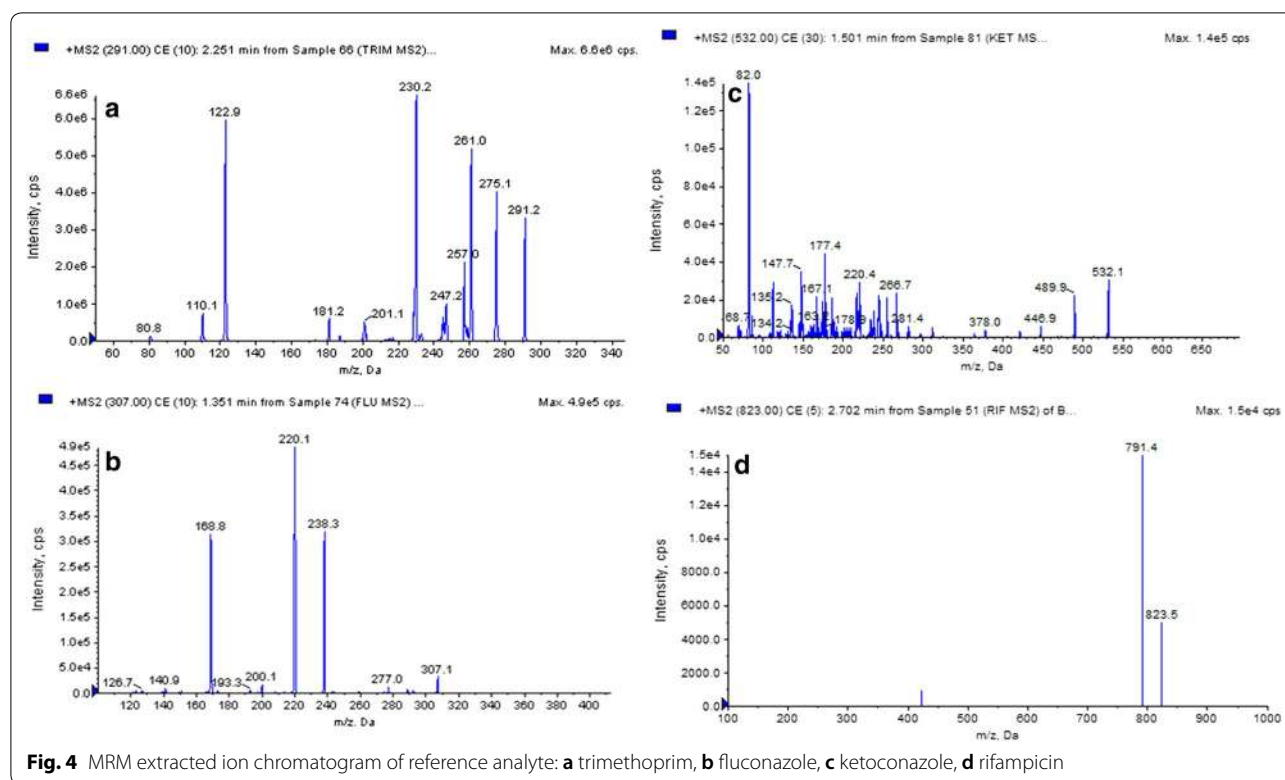 +MS2 (291.00) CE (10): 2.251 min from Sample 66 (TRIM MS2)... Max. 6.6e6 cps.
a
Intensity, cps
6.6e6
6.0e6
5.0e6
4.0e6
3.0e6
2.0e6
1.0e6
0.0
80.8 110.1 122.9 181.2 201.1 230.2 247.2 257.0 261.0 275.1 291.2
60 80 100 120 140 160 180 200 220 240 260 280 300 320 340
m/z, Da
+MS2 (532.00) CE (30): 1.501 min from Sample 81 (KET MS... Max. 1.4e5 cps
c
Intensity, cps
1.4e5
1.2e5
1.0e5
8.0e4
6.0e4
4.0e4
2.0e4
0.0
68.7 82.0 134.2 135.2 147.7 167.1 177.4 178.9 220.4 266.7 281.4 378.0 446.9 489.9 532.1
50 100 150 200 250 300 350 400 450 500 550 600 650
m/z, Da
+MS2 (307.00) CE (10): 1.351 min from Sample 74 (FLU MS2) ... Max. 4.9e5 cps.
b
Intensity, cps
4.9e5
4.5e5
4.0e5
3.5e5
3.0e5
2.5e5
2.0e5
1.5e5
1.0e5
5.0e4
0.0
126.7 140.9 168.8 193.3 200.1 220.1 238.3 277.0 307.1
120 140 160 180 200 220 240 260 280 300 320 340 360 380 400
m/z, Da
+MS2 (823.00) CE (5): 2.702 min from Sample 51 (RIF MS2) of B... Max. 1.5e4 cps
d
Intensity, cps
1.5e4
1.4e4
1.2e4
1.0e4
8000.0
6000.0
4000.0
2000.0
0.0
791.4
823.5
100 200 300 400 500 600 700 800 900 1000
m/z, Da
Fig. 4 MRM extracted ion chromatogram of reference analyte: a trimethoprim, b fluconazole, c ketoconazole, d rifampicin